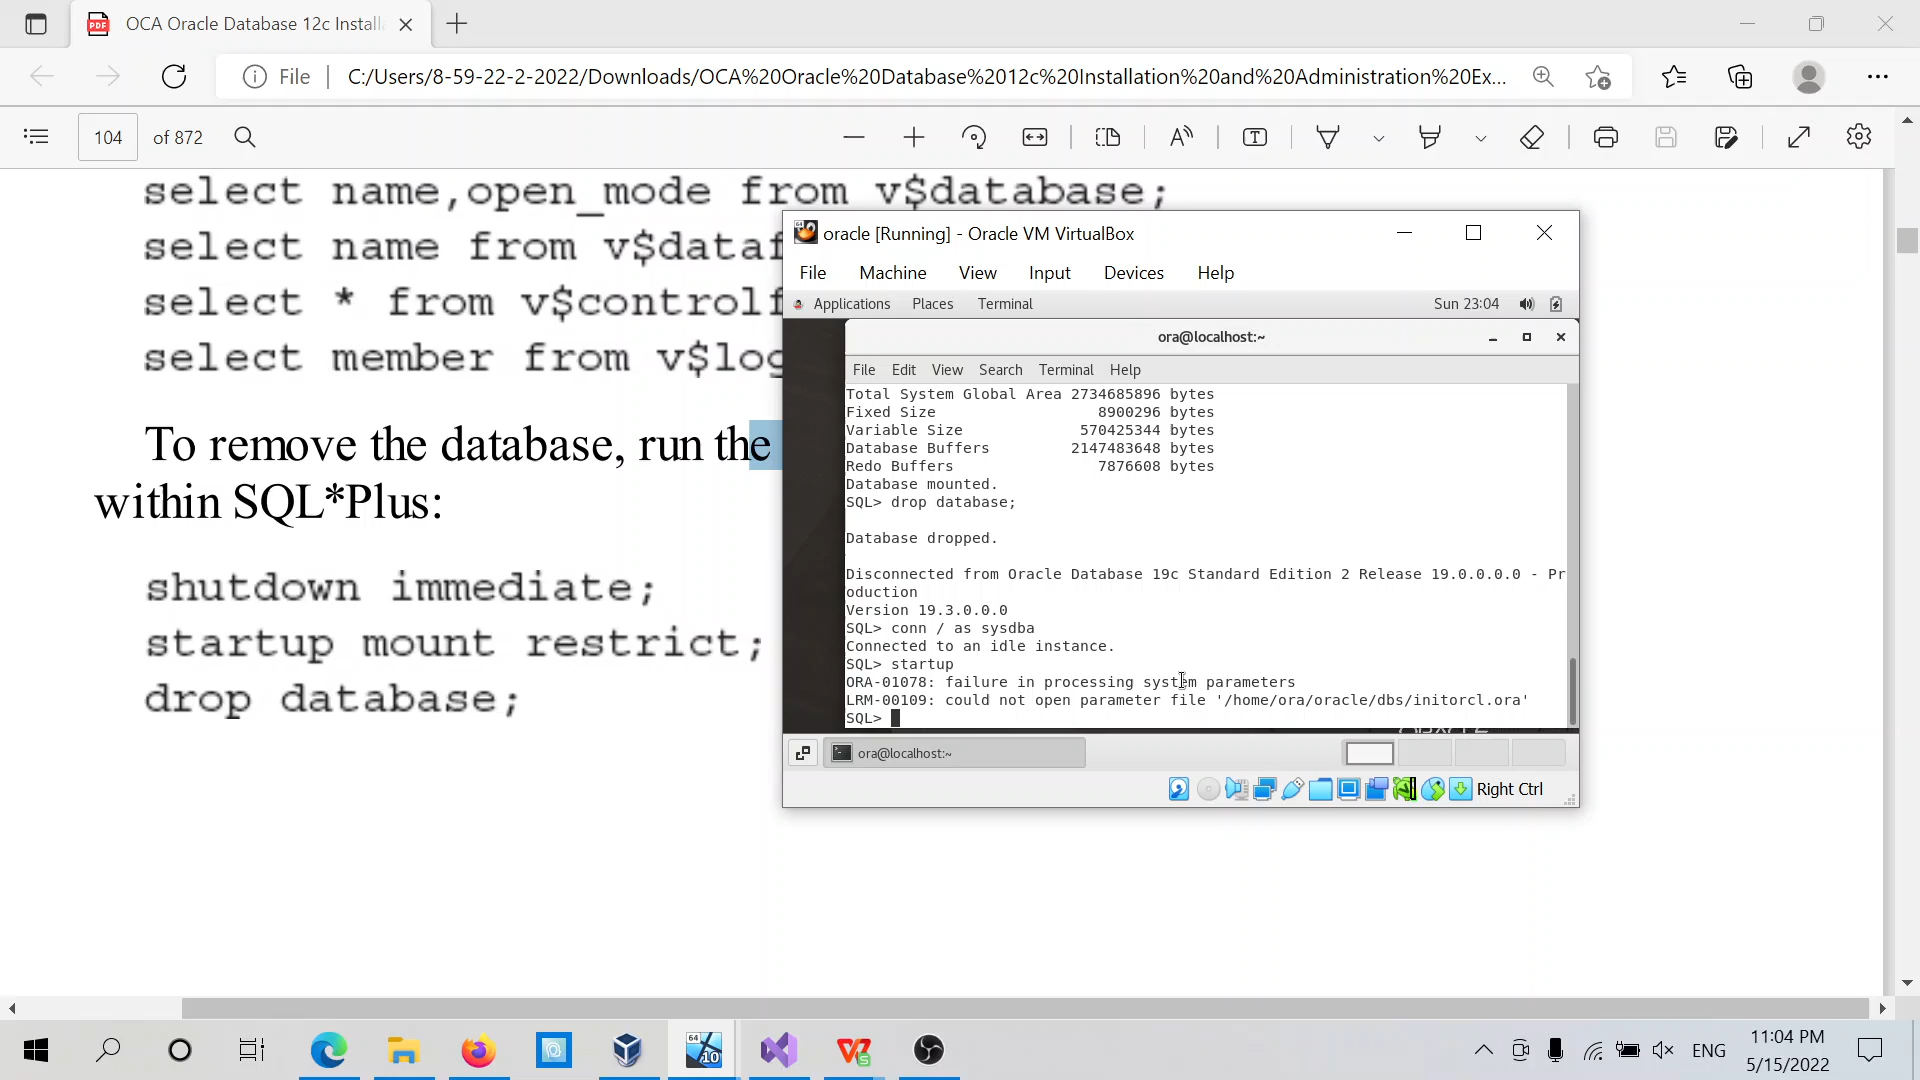 OCA Oracle Database 12c Install
File
C:/Users/8-59-22-2-2022/Downloads/OCA%20Oracle%20Database%2012c%20Installation%20and%20Administration%20Ex...
104 of 872
select name,open_mode from v$database;
select name from v$dataf
select * from v$controlf
select member from v$log
To remove the database, run the
within SQL*Plus:
shutdown immediate;
startup mount restrict;
drop database;
oracle [Running] - Oracle VM VirtualBox
File Machine View Input Devices Help
Applications Places Terminal Sun 23:04
ora@localhost:~
File Edit View Search Terminal Help
Total System Global Area 2734685896 bytes
Fixed Size 8900296 bytes
Variable Size 570425344 bytes
Database Buffers 2147483648 bytes
Redo Buffers 7876608 bytes
Database mounted.
SQL> drop database;
Database dropped.
Disconnected from Oracle Database 19c Standard Edition 2 Release 19.0.0.0.0 - Pr
oduction
Version 19.3.0.0.0
SQL> conn / as sysdba
Connected to an idle instance.
SQL> startup
ORA-01078: failure in processing system parameters
LRM-00109: could not open parameter file '/home/ora/oracle/dbs/initorcl.ora'
SQL>
ora@localhost:~
Right Ctrl
ENG
11:04 PM
5/15/2022